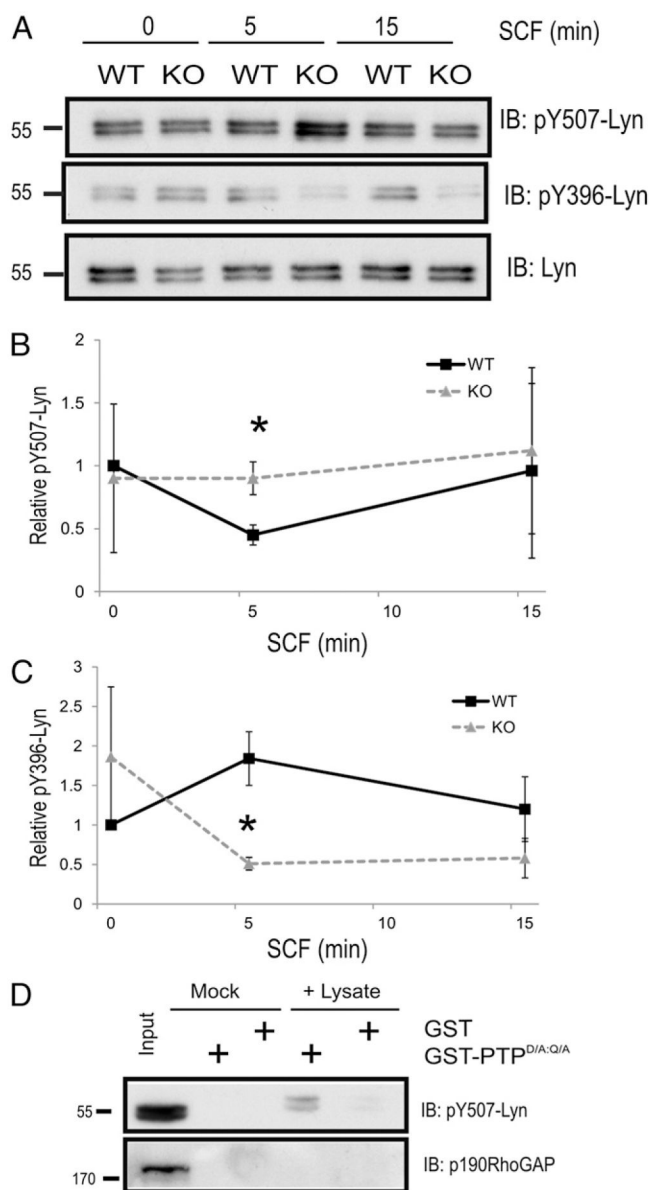 A
0 5 15 SCF (min)
WT KO WT KO WT KO
55 IB: pY507-Lyn
55 IB: pY396-Lyn
55 IB: Lyn
B
Relative pY507-Lyn
2
1.5
1
0.5
0
*
WT
KO
0 5 10 15
SCF (min)
C
Relative pY396-Lyn
3
2.5
2
1.5
1
0.5
0
*
WT
KO
0 5 10 15
SCF (min)
D
Mock + Lysate
Input
+ + GST
+ + GST-PTP^D/A:Q/A
55 IB: pY507-Lyn
170 IB: p190RhoGAP